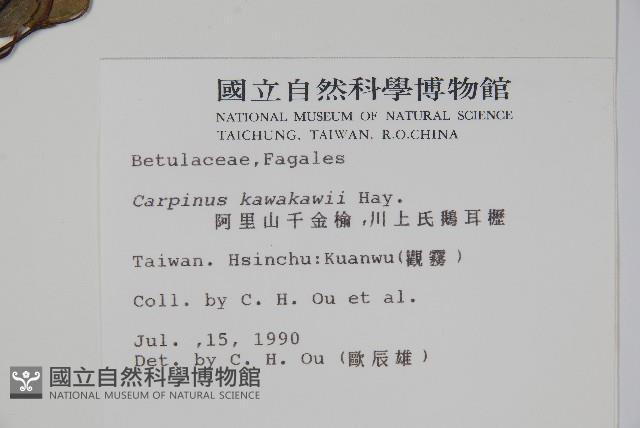 國立自然科學博物館
NATIONAL MUSEUM OF NATURAL SCIENCE
TAICHUNG, TAIWAN, R.O.CHINA
Betulaceae,Fagales
Carpinus kawakawii Hay.
阿里山千金榆,川上氏鵝耳櫪
Taiwan. Hsinchu:Kuanwu(觀霧)
Coll. by C. H. Ou et al.
Jul. ,15, 1990
Det. by C. H. Ou (歐辰雄)
國立自然科學博物館
NATIONAL MUSEUM OF NATURAL SCIENCE